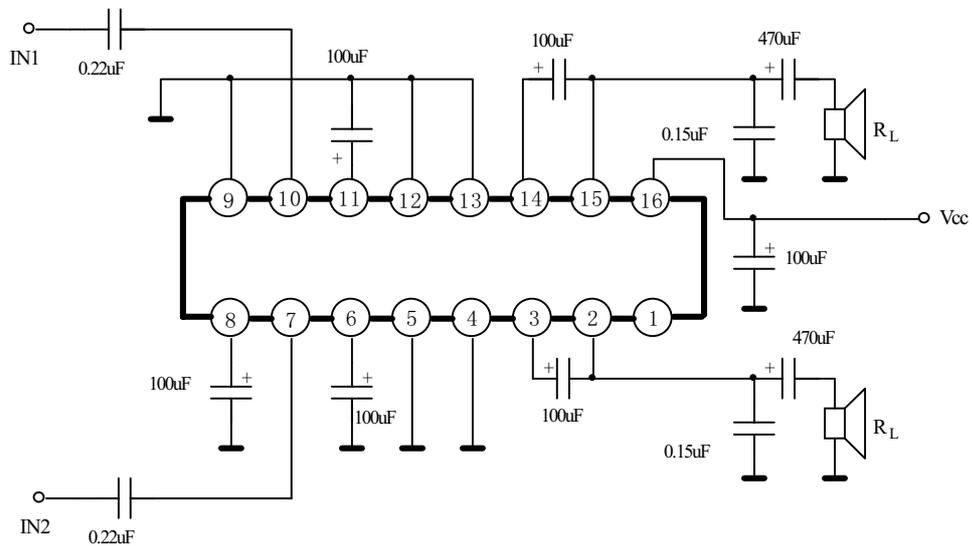 IN1
0.22uF
100uF
+
100uF
+
470uF
+
0.15uF
RL
9
10
11
12
13
14
15
16
Vcc
+
100uF
8
7
6
5
4
3
2
1
100uF
+
+
100uF
+
100uF
470uF
+
0.15uF
RL
IN2
0.22uF